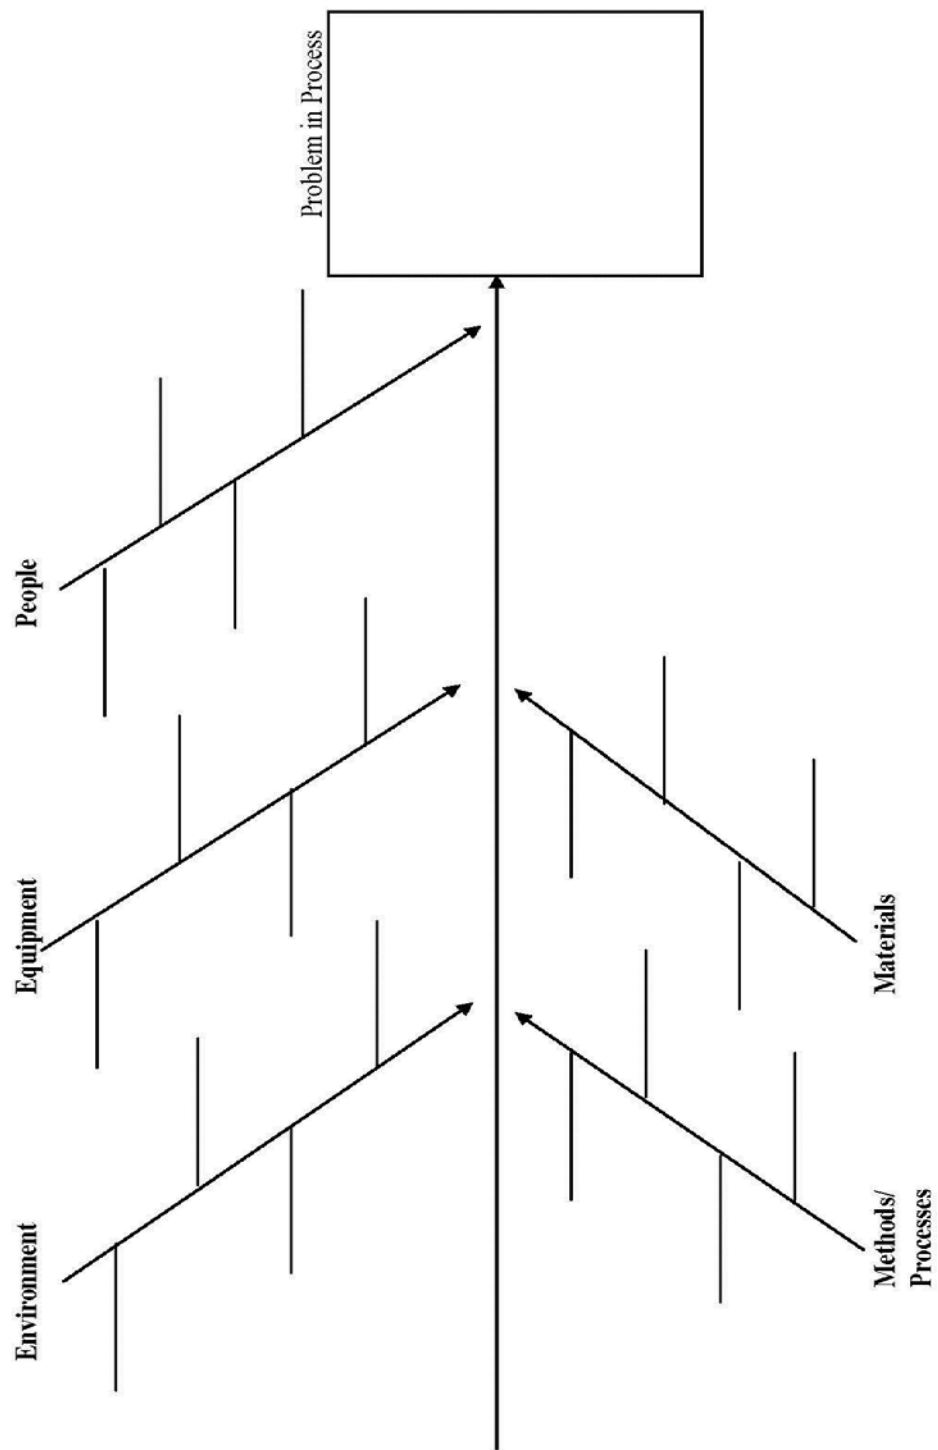 Environment
Equipment
People
Problem in Process
Methods/
Processes
Materials